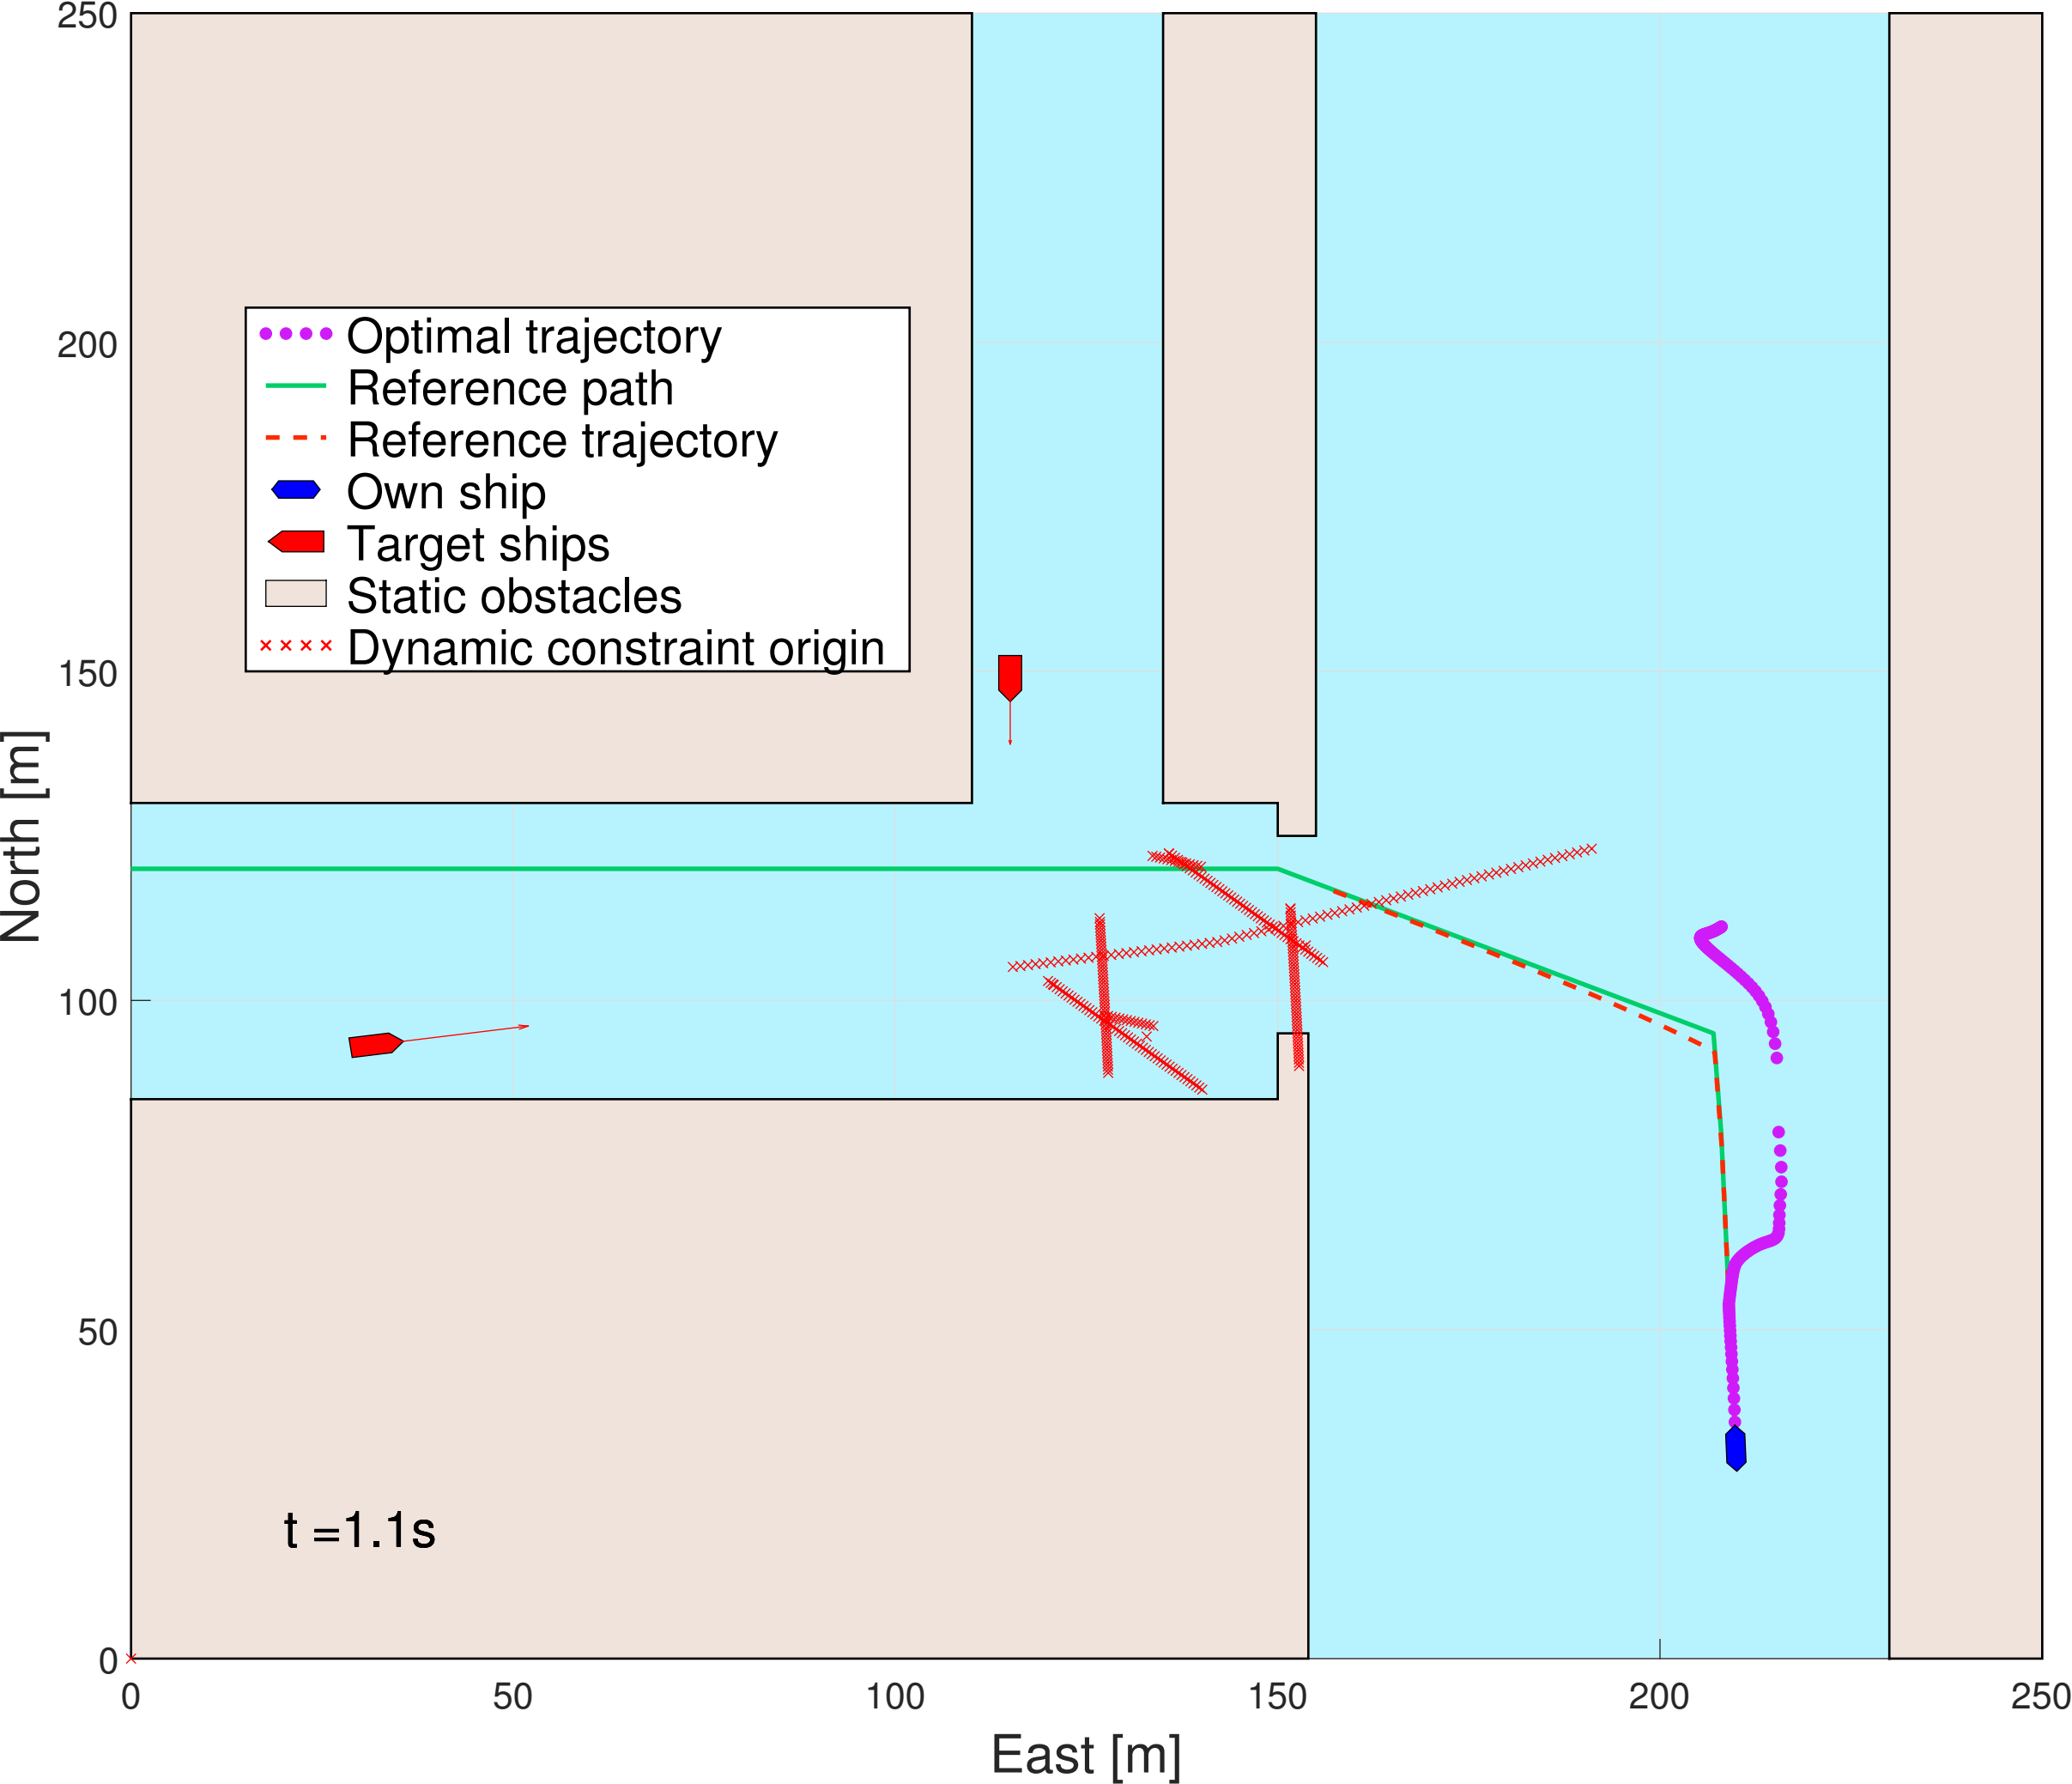 250
200
150
100
50
0
North [m]
Optimal trajectory
Reference path
Reference trajectory
Own ship
Target ships
Static obstacles
Dynamic constraint origin
t =1.1s
0
50
100
150
200
250
East [m]